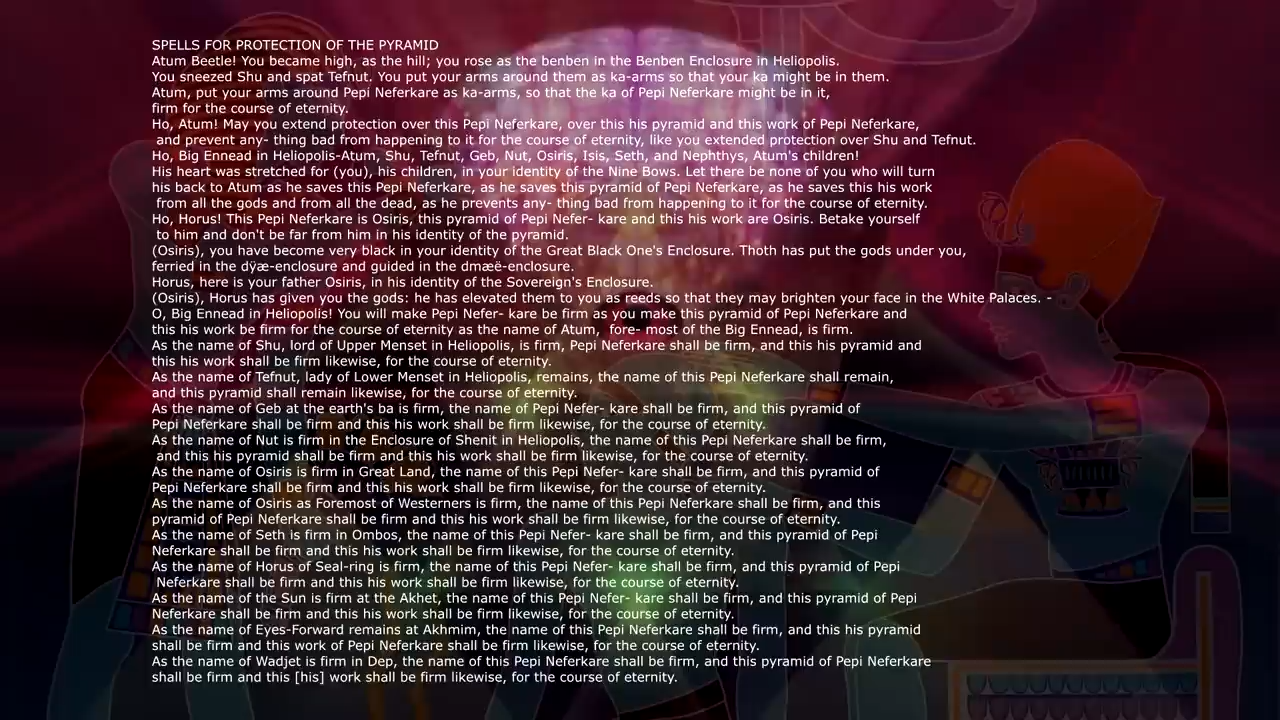 SPELLS FOR PROTECTION OF THE PYRAMID
Atum Beetle! You became high, as the hill; you rose as the benben in the Benben Enclosure in Heliopolis.
You sneezed Shu and spat Tefnut. You put your arms around them as ka-arms so that your ka might be in them.
Atum, put your arms around Pepi Neferkare as ka-arms, so that the ka of Pepi Neferkare might be in it,
firm for the course of eternity.
Ho, Atum! May you extend protection over this Pepi Neferkare, over this his pyramid and this work of Pepi Neferkare,
and prevent any- thing bad from happening to it for the course of eternity, like you extended protection over Shu and Tefnut.
Ho, Big Ennead in Heliopolis-Atum, Shu, Tefnut, Geb, Nut, Osiris, Isis, Seth, and Nephthys, Atum's children!
His heart was stretched for (you), his children, in your identity of the Nine Bows. Let there be none of you who will turn
his back to Atum as he saves this Pepi Neferkare, as he saves this pyramid of Pepi Neferkare, as he saves this his work
from all the gods and from all the dead, as he prevents any- thing bad from happening to it for the course of eternity.
Ho, Horus! This Pepi Neferkare is Osiris, this pyramid of Pepi Nefer- kare and this his work are Osiris. Betake yourself
to him and don't be far from him in his identity of the pyramid.
(Osiris), you have become very black in your identity of the Great Black One's Enclosure. Thoth has put the gods under you,
ferried in the dÿæ-enclosure and guided in the dmæë-enclosure.
Horus, here is your father Osiris, in his identity of the Sovereign's Enclosure.
(Osiris), Horus has given you the gods: he has elevated them to you as reeds so that they may brighten your face in the White Palaces. -
O, Big Ennead in Heliopolis! You will make Pepi Nefer- kare be firm as you make this pyramid of Pepi Neferkare and
this his work be firm for the course of eternity as the name of Atum,  fore- most of the Big Ennead, is firm.
As the name of Shu, lord of Upper Menset in Heliopolis, is firm, Pepi Neferkare shall be firm, and this his pyramid and
this his work shall be firm likewise, for the course of eternity.
As the name of Tefnut, lady of Lower Menset in Heliopolis, remains, the name of this Pepi Neferkare shall remain,
and this pyramid shall remain likewise, for the course of eternity.
As the name of Geb at the earth's ba is firm, the name of Pepi Nefer- kare shall be firm, and this pyramid of
Pepi Neferkare shall be firm and this his work shall be firm likewise, for the course of eternity.
As the name of Nut is firm in the Enclosure of Shenit in Heliopolis, the name of this Pepi Neferkare shall be firm,
and this his pyramid shall be firm and this his work shall be firm likewise, for the course of eternity.
As the name of Osiris is firm in Great Land, the name of this Pepi Nefer- kare shall be firm, and this pyramid of
Pepi Neferkare shall be firm and this his work shall be firm likewise, for the course of eternity.
As the name of Osiris as Foremost of Westerners is firm, the name of this Pepi Neferkare shall be firm, and this
pyramid of Pepi Neferkare shall be firm and this his work shall be firm likewise, for the course of eternity.
As the name of Seth is firm in Ombos, the name of this Pepi Nefer- kare shall be firm, and this pyramid of Pepi
Neferkare shall be firm and this his work shall be firm likewise, for the course of eternity.
As the name of Horus of Seal-ring is firm, the name of this Pepi Nefer- kare shall be firm, and this pyramid of Pepi
Neferkare shall be firm and this his work shall be firm likewise, for the course of eternity.
As the name of the Sun is firm at the Akhet, the name of this Pepi Nefer- kare shall be firm, and this pyramid of Pepi
Neferkare shall be firm and this his work shall be firm likewise, for the course of eternity.
As the name of Eyes-Forward remains at Akhmim, the name of this Pepi Neferkare shall be firm, and this his pyramid
shall be firm and this work of Pepi Neferkare shall be firm likewise, for the course of eternity.
As the name of Wadjet is firm in Dep, the name of this Pepi Neferkare shall be firm, and this pyramid of Pepi Neferkare
shall be firm and this [his] work shall be firm likewise, for the course of eternity.